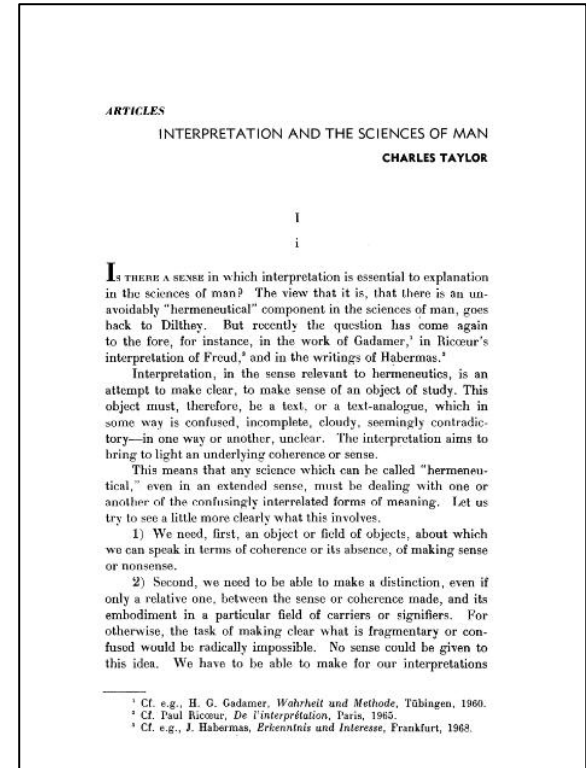 ARTICLES
INTERPRETATION AND THE SCIENCES OF MAN
CHARLES TAYLOR
I
i
IS THERE A SENSE in which interpretation is essential to explanation
in the sciences of man? The view that it is, that there is an un-
avoidably "hermeneutical" component in the sciences of man, goes
back to Dilthey. But recently the question has come again
to the fore, for instance, in the work of Gadamer,¹ in Ricœur's
interpretation of Freud,² and in the writings of Habermas.³
Interpretation, in the sense relevant to hermeneutics, is an
attempt to make clear, to make sense of an object of study. This
object must, therefore, be a text, or a text-analogue, which in
some way is confused, incomplete, cloudy, seemingly contradic-
tory—in one way or another, unclear. The interpretation aims to
bring to light an underlying coherence or sense.
This means that any science which can be called "hermeneu-
tical," even in an extended sense, must be dealing with one or
another of the confusingly interrelated forms of meaning. Let us
try to see a little more clearly what this involves.
1) We need, first, an object or field of objects, about which
we can speak in terms of coherence or its absence, of making sense
or nonsense.
2) Second, we need to be able to make a distinction, even if
only a relative one, between the sense or coherence made, and its
embodiment in a particular field of carriers or signifiers. For
otherwise, the task of making clear what is fragmentary or con-
fused would be radically impossible. No sense could be given to
this idea. We have to be able to make for our interpretations
¹ Cf. e.g., H. G. Gadamer, Wahrheit und Methode, Tübingen, 1960.
² Cf. Paul Ricœur, De l'interprétation, Paris, 1965.
³ Cf. e.g., J. Habermas, Erkenntnis und Interesse, Frankfurt, 1968.